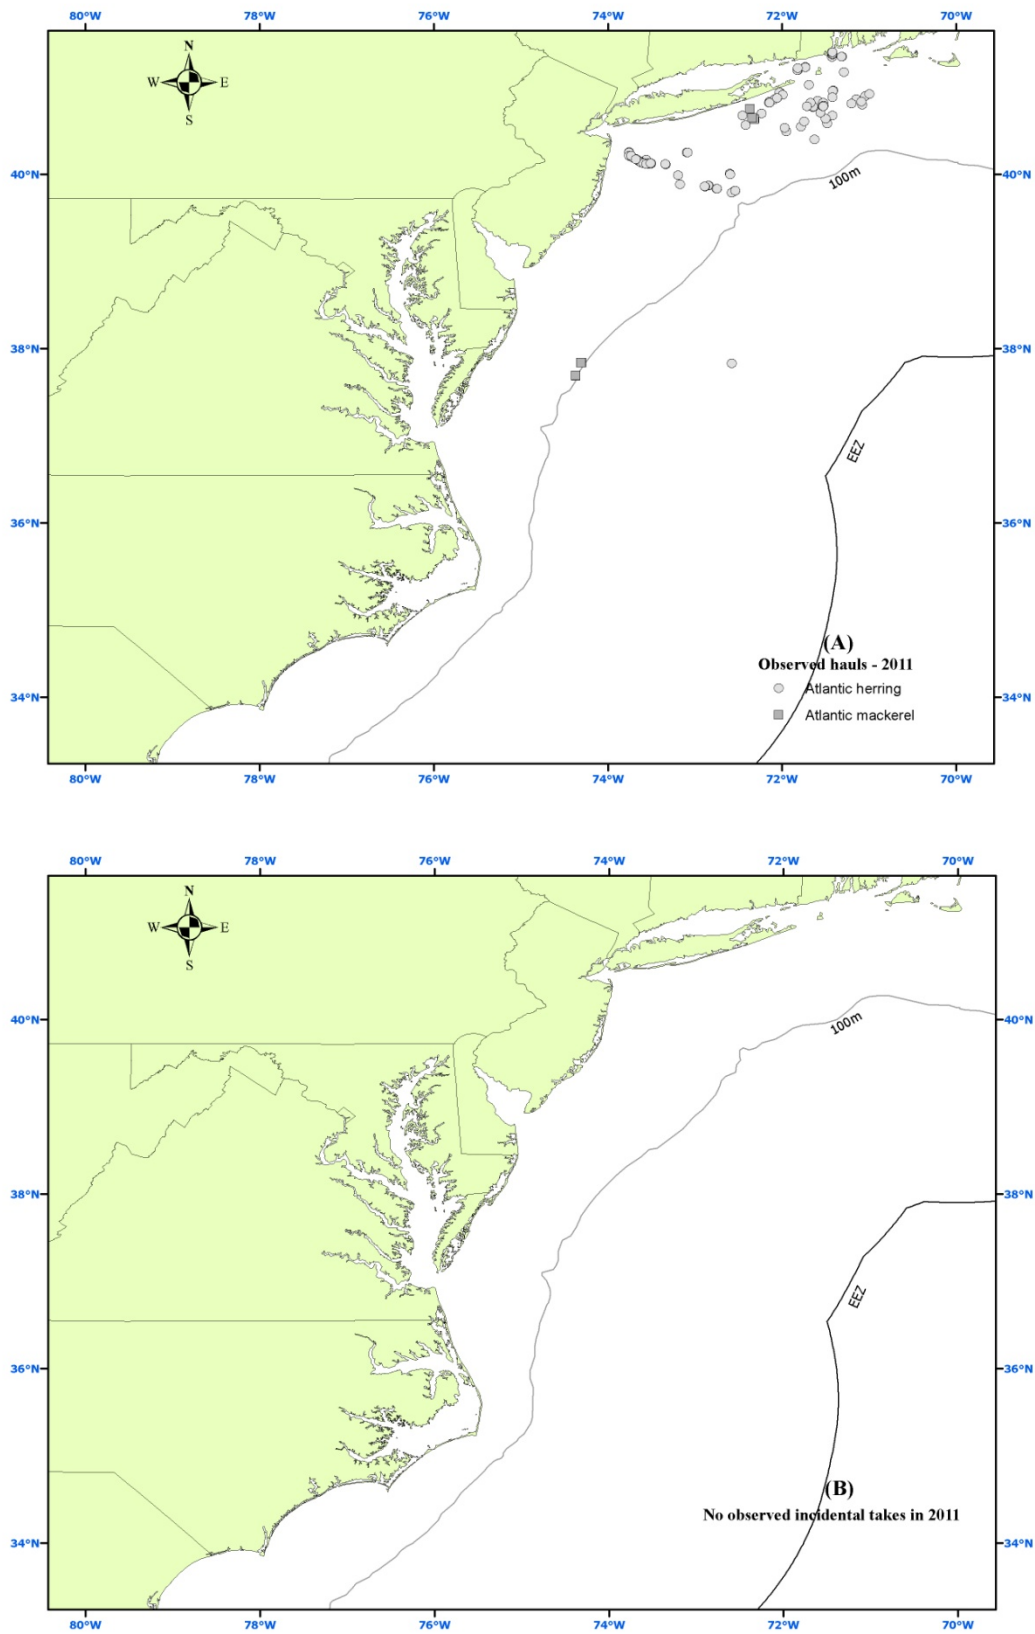 80°W 78°W 76°W 74°W 72°W 70°W
N
W E
S
40°N 40°N
100m
38°N 38°N
EEZ
36°N 36°N
(A)
Observed hauls - 2011
Atlantic herring
34°N 34°N
Atlantic mackerel
80°W 78°W 76°W 74°W 72°W 70°W
80°W 78°W 76°W 74°W 72°W 70°W
N
W E
S
40°N 40°N
100m
38°N 38°N
EEZ
36°N 36°N
(B)
No observed incidental takes in 2011
34°N 34°N
80°W 78°W 76°W 74°W 72°W 70°W